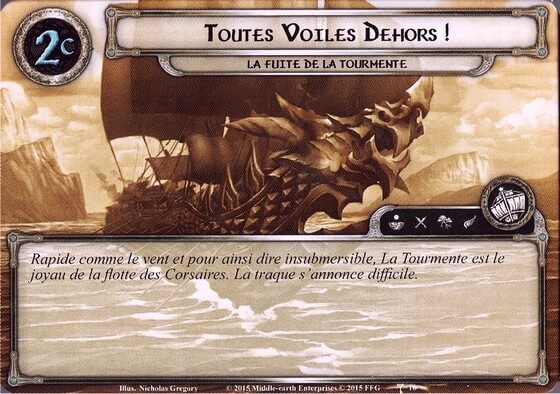 2C
TOUTES VOILES DEHORS !
LA FUITE DE LA TOURMENTE
Rapide comme le vent et pour ainsi dire insubmersible, La Tourmente est le
joyau de la flotte des Corsaires. La traque s'annonce difficile.
Illus. Nicholas Gregory © 2015 Middle-earth Enterprises © 2015 FFG 16